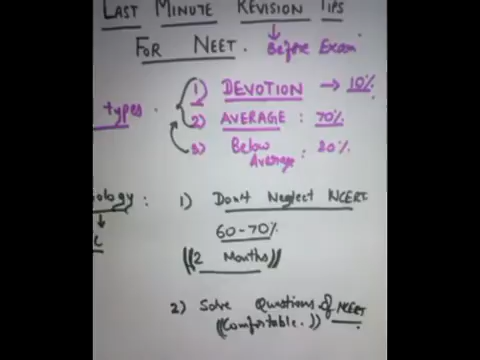 LAST MINUTE REVISION TIPS
FOR NEET. Before Exam
types. 1) DEVOTION → 10%.
2) AVERAGE : 70%
3) Below Average : 20%.
ology : 1) Don't Neglect NCERT
60-70%
((2 Months))
2) Solve Questions of NCERT
((Comfortable.))